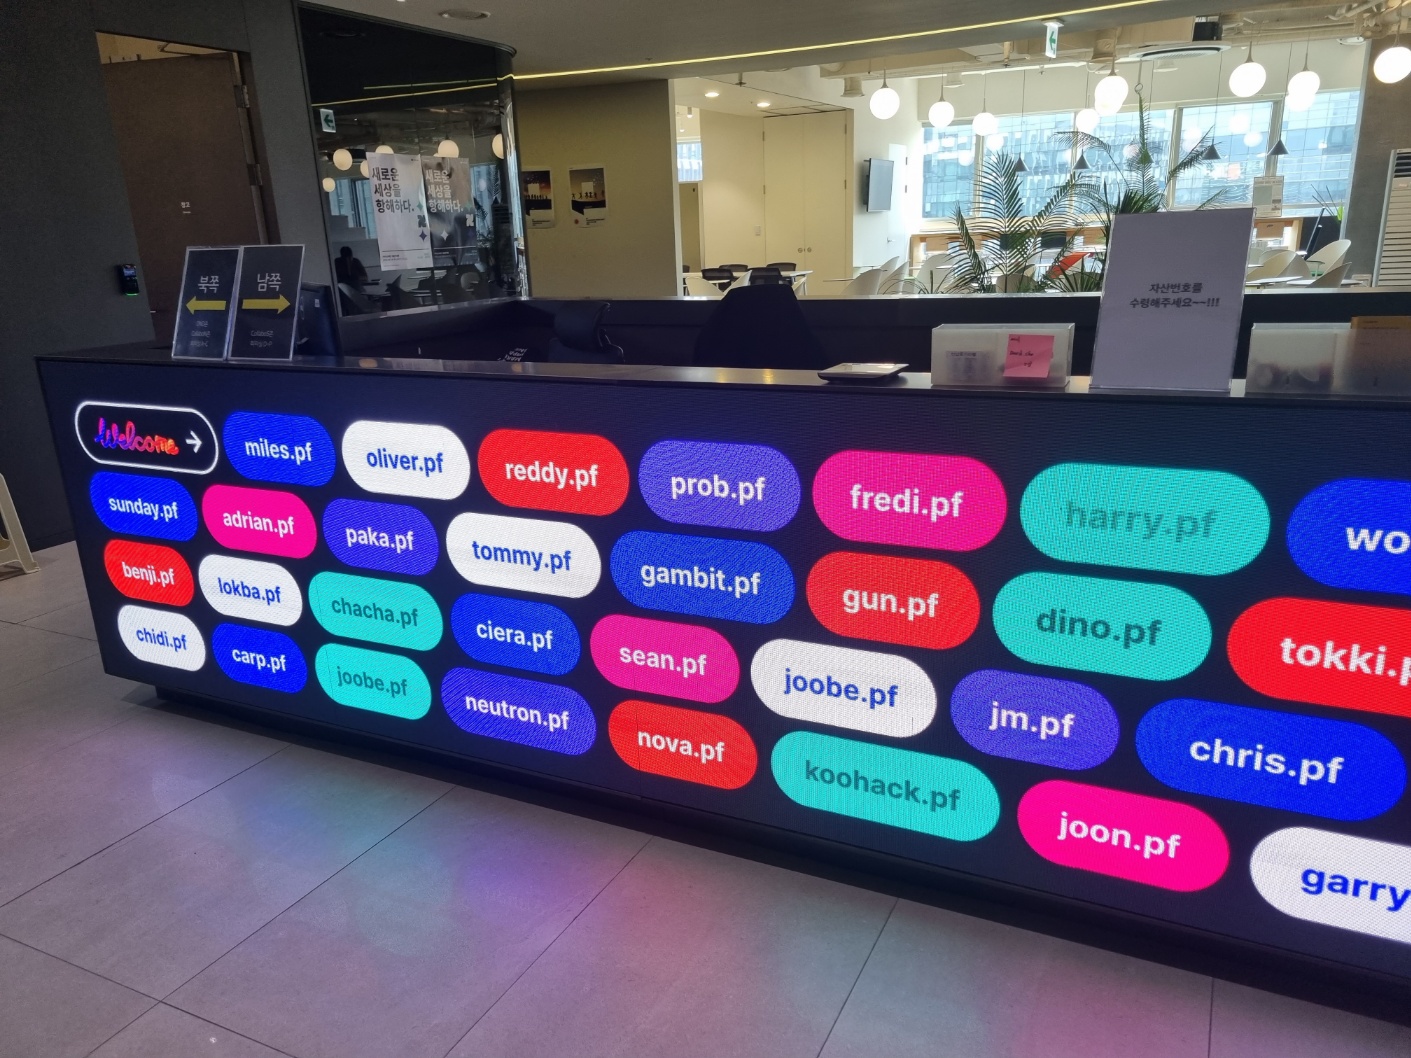 새로운
세상을
항해하다.
새로운
세상을
항해하다.
북쪽
남쪽
자산번호를
수령해주세요~~!!!
Welcome →
miles.pf
oliver.pf
reddy.pf
prob.pf
fredi.pf
harry.pf
wo
sunday.pf
adrian.pf
paka.pf
tommy.pf
gambit.pf
gun.pf
dino.pf
tokki.p
benji.pf
lokba.pf
chacha.pf
ciera.pf
sean.pf
joobe.pf
jm.pf
chris.pf
chidi.pf
carp.pf
joobe.pf
neutron.pf
nova.pf
koohack.pf
joon.pf
garry